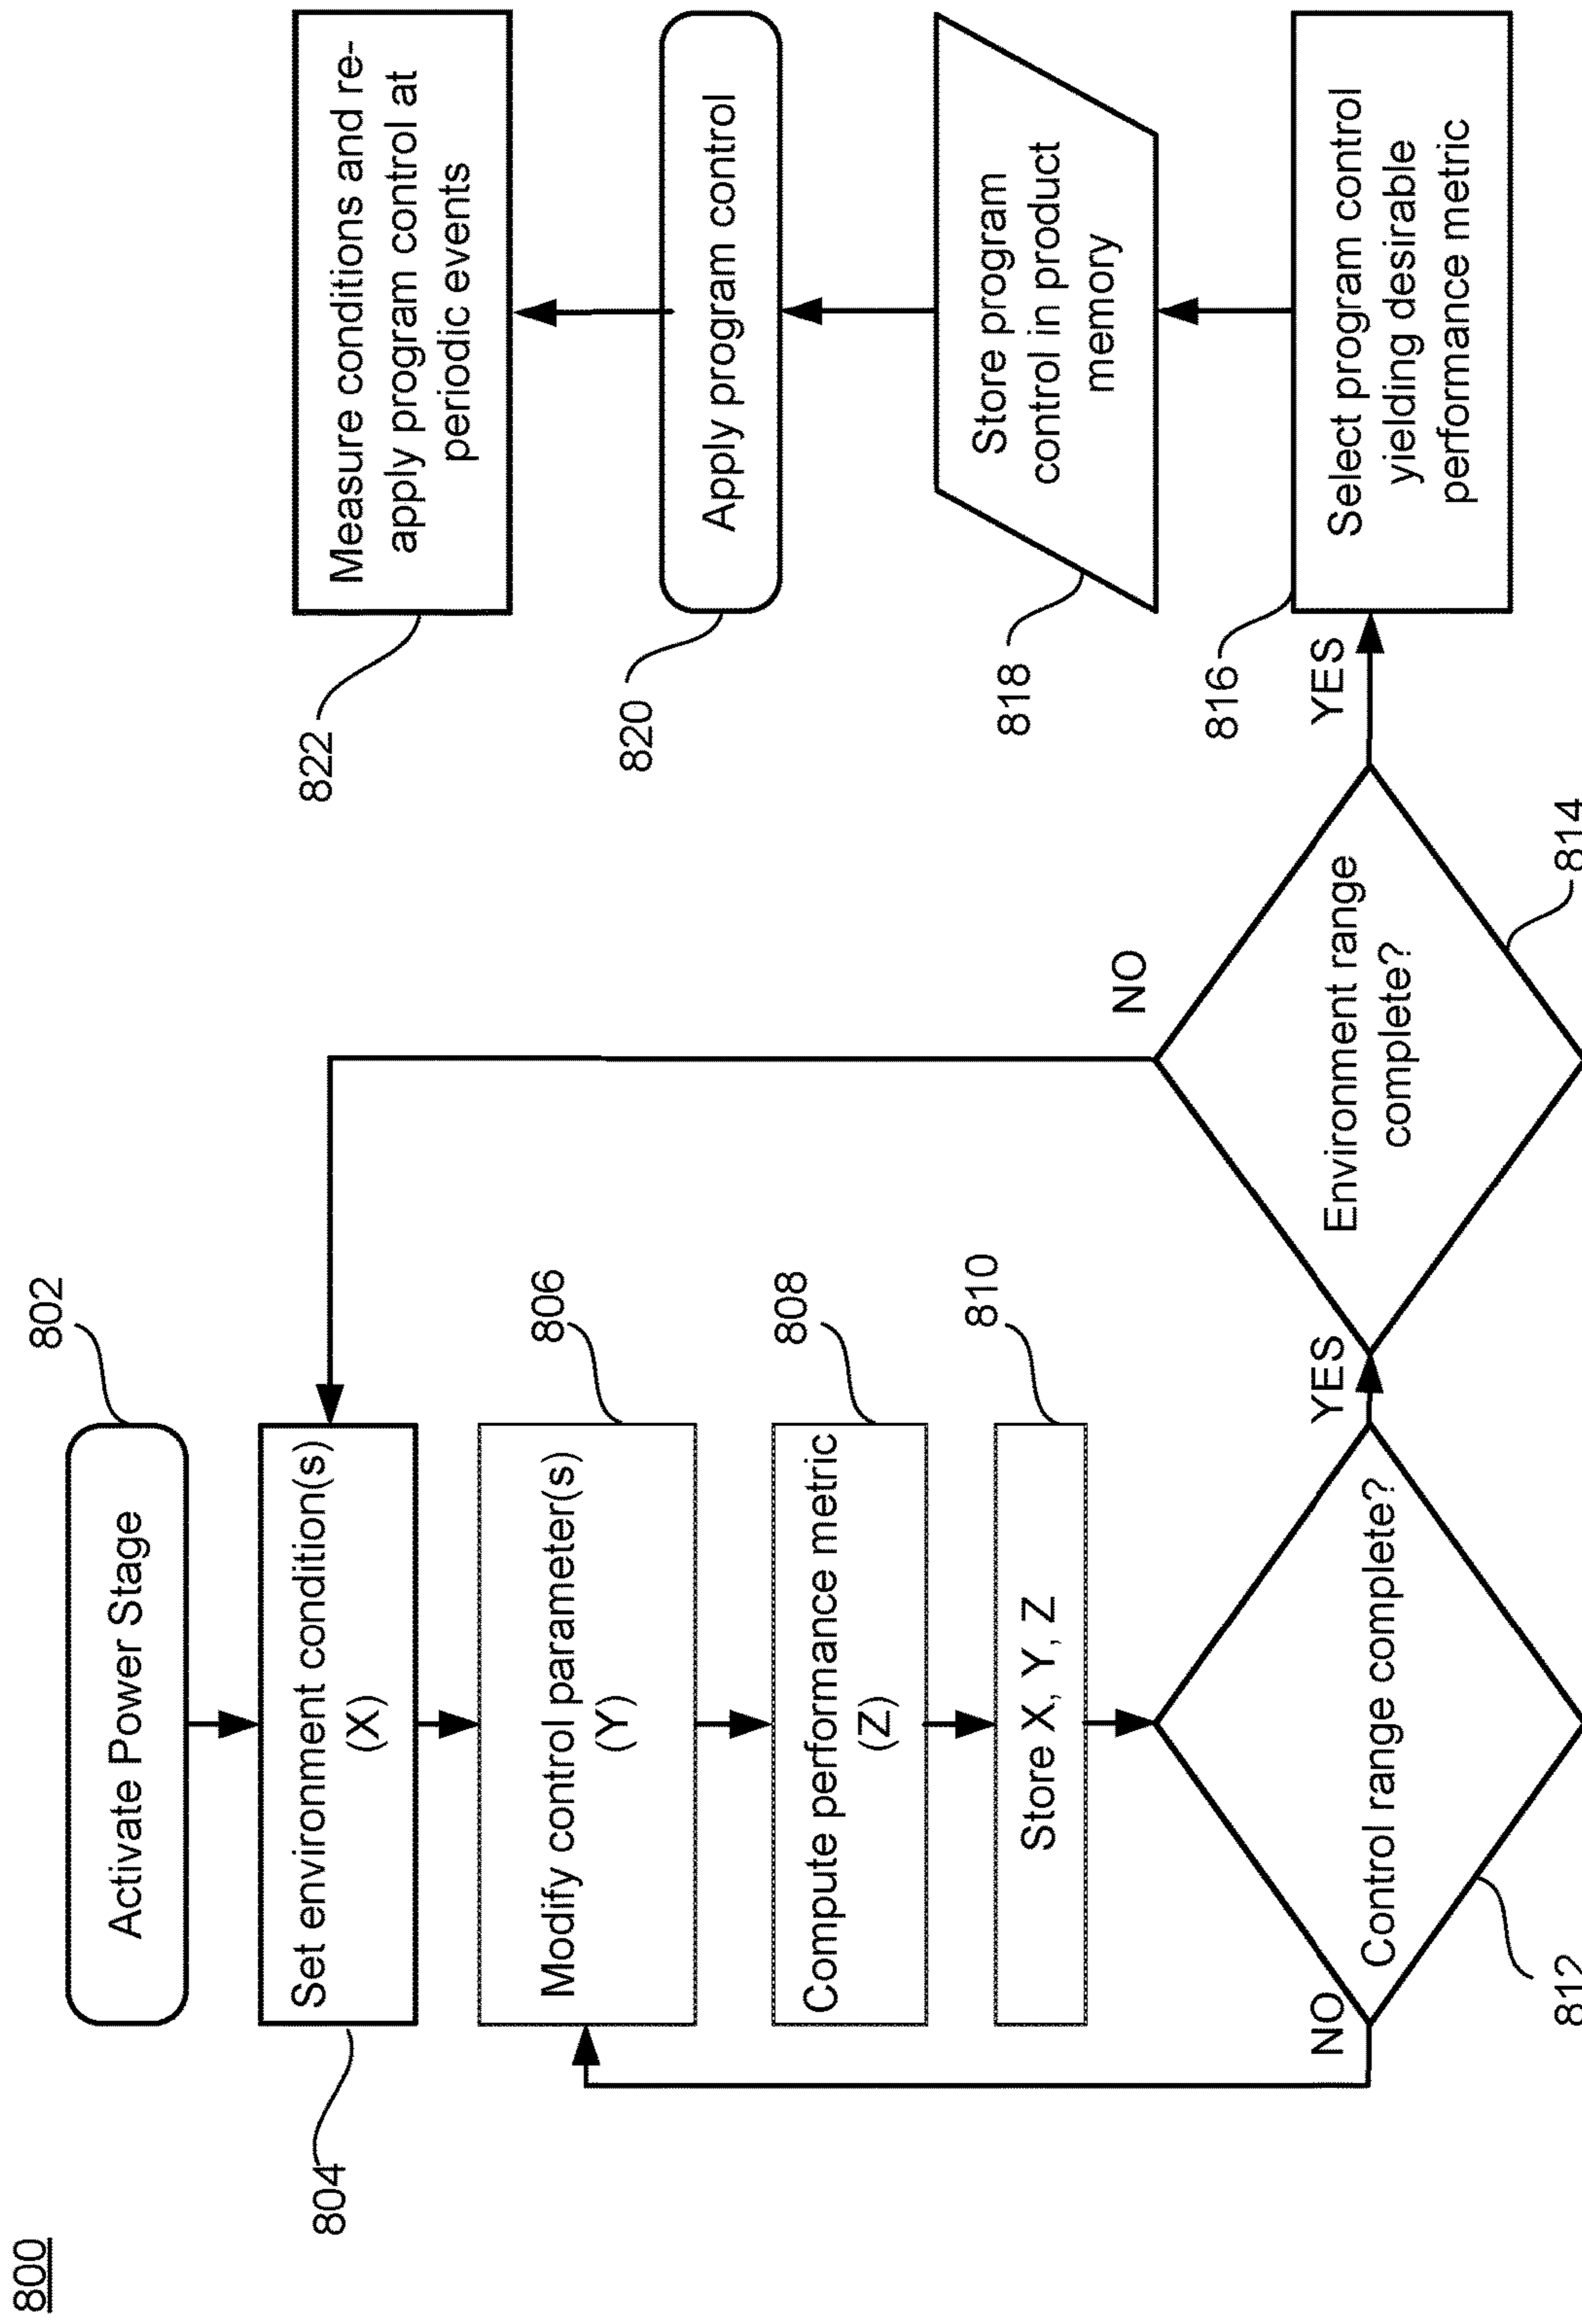 800
802
Activate Power Stage
804
Set environment condition(s)
(X)
806
Modify control parameter(s)
(Y)
808
Compute performance metric
(Z)
810
Store X, Y, Z
812
Control range complete?
NO
YES
814
Environment range
complete?
NO
YES
816
Select program control
yielding desirable
performance metric
818
Store program
control in product
memory
820
Apply program control
822
Measure conditions and re-
apply program control at
periodic events